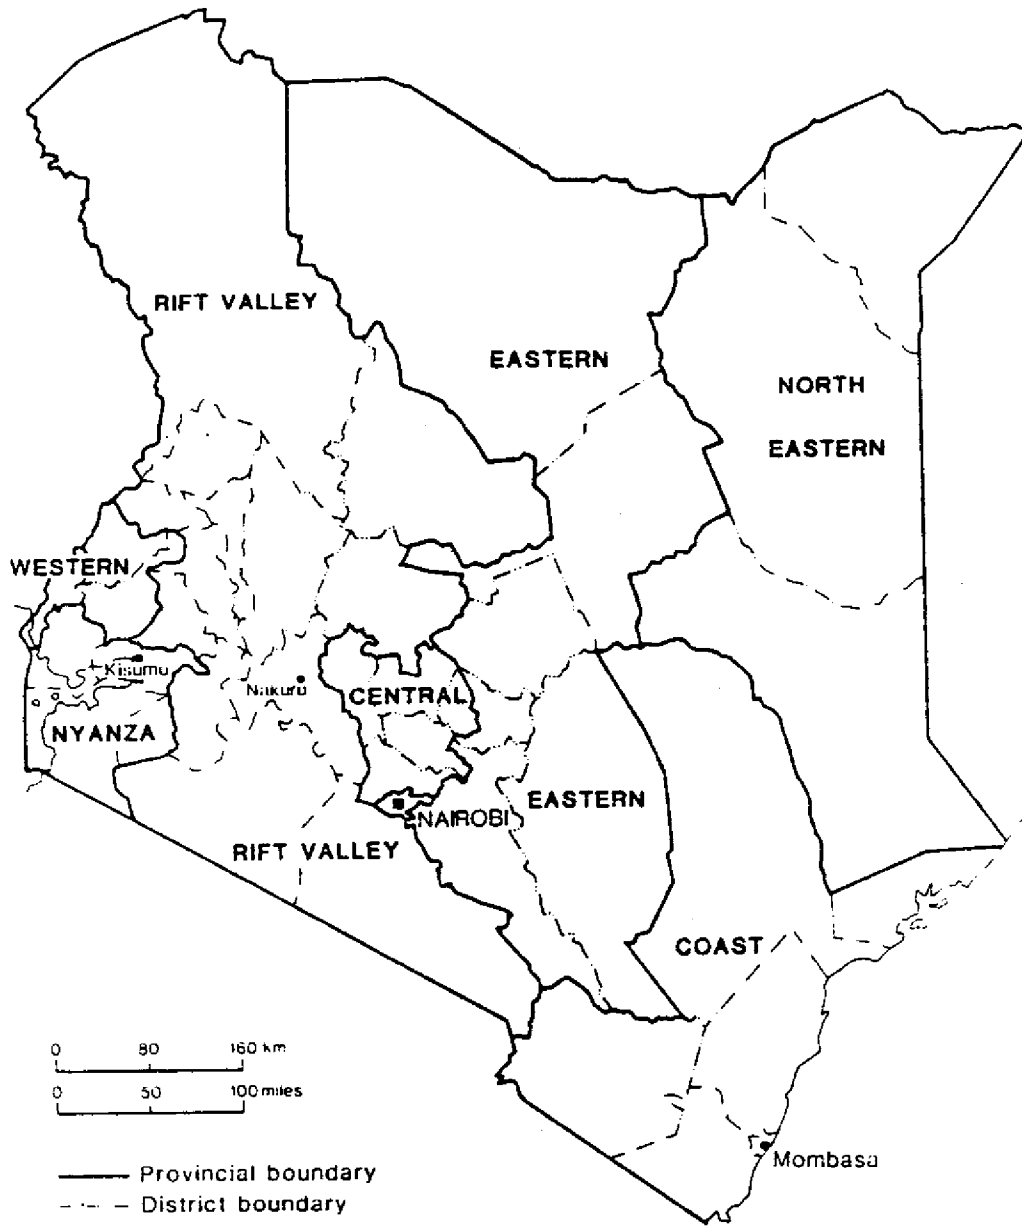 RIFT VALLEY
EASTERN
NORTH
EASTERN
WESTERN
Kisumu
Nakuru
CENTRAL
NYANZA
EASTERN
NAIROBI
RIFT VALLEY
COAST
0 80 160 km
0 50 100 miles
Mombasa
Provincial boundary
District boundary